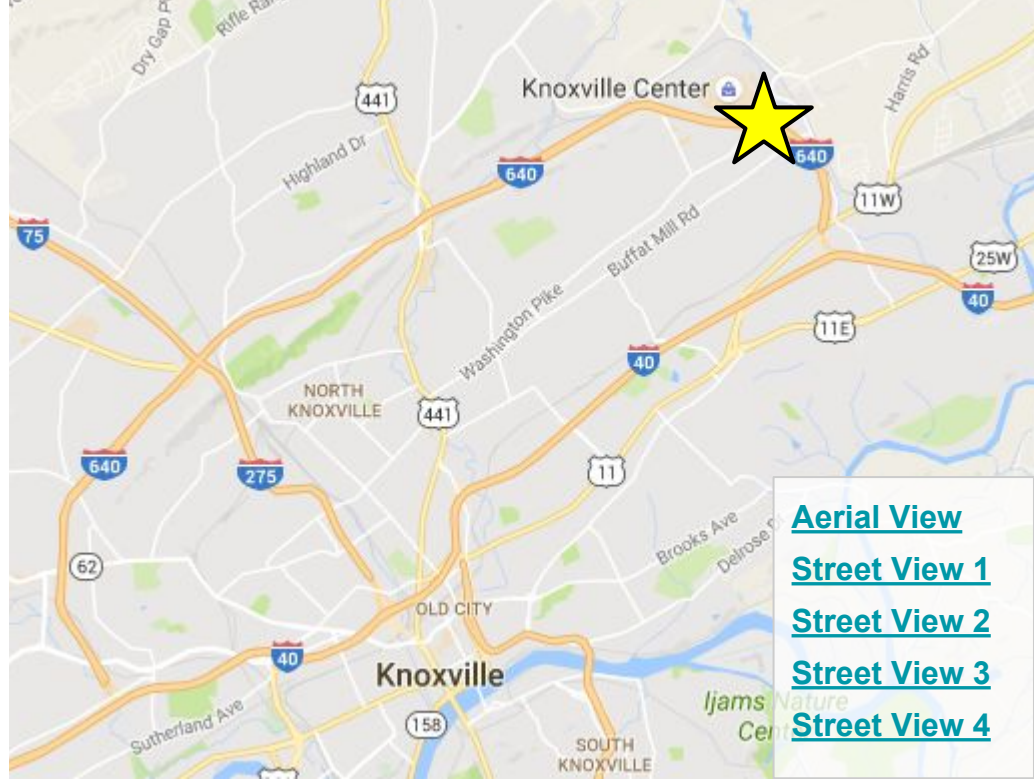 Dry Gap P
Rifle Ran
441
Knoxville Center
Harris Rd
Highland Dr
640
640
11W
75
Buffat Mill Rd
25W
40
Washington Pike
11E
40
NORTH
KNOXVILLE
441
640
275
11
Aerial View
Brooks Ave
Delrose D
62
Street View 1
OLD CITY
Street View 2
40
Knoxville
Street View 3
Ijams Nature
Cen
Street View 4
Sutherland Ave
158
SOUTH
KNOXVILLE